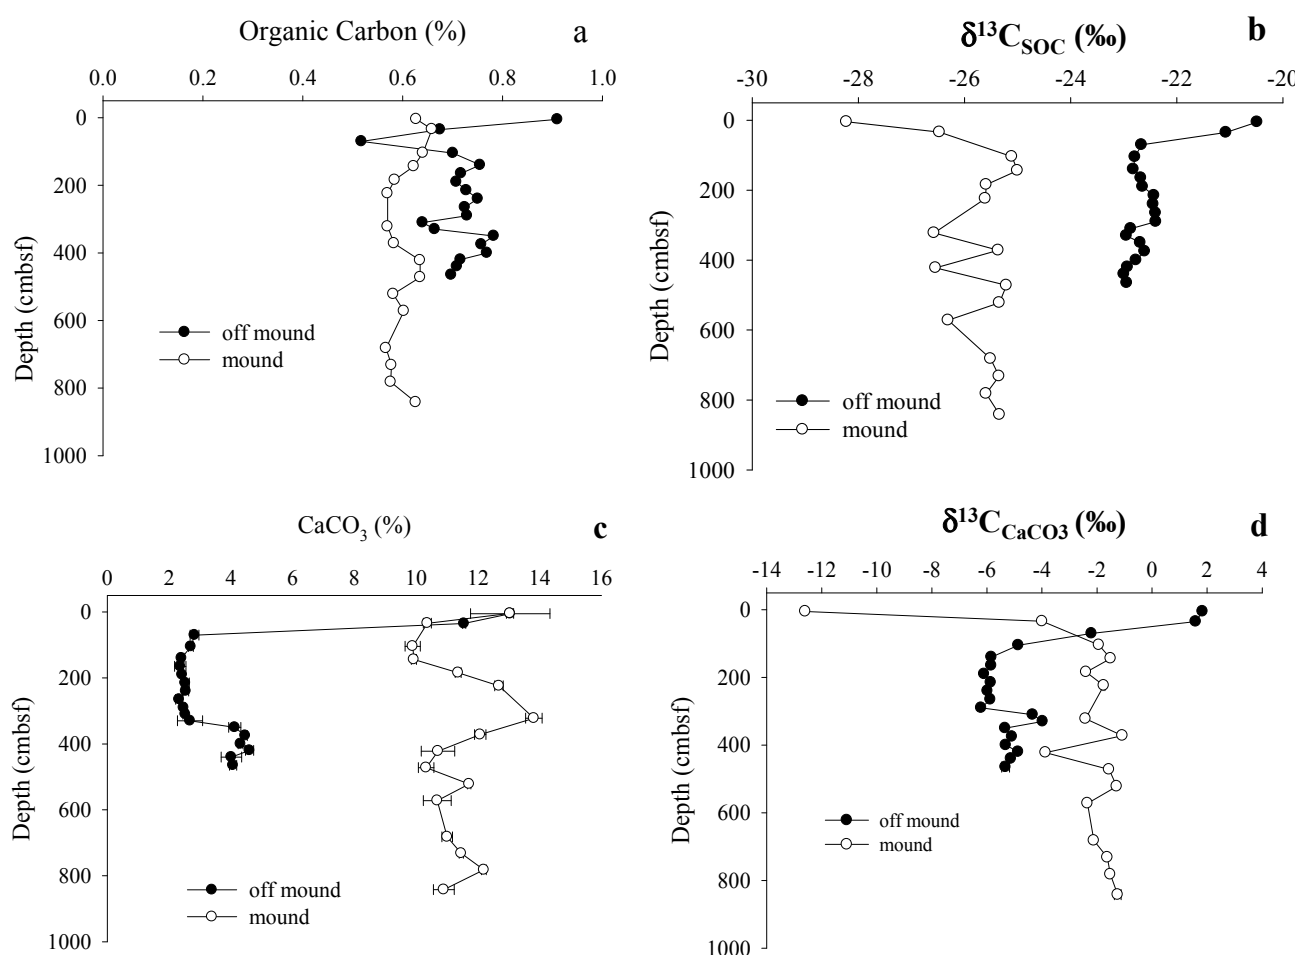 Organic Carbon (%) a
0.0 0.2 0.4 0.6 0.8 1.0
0
200
400
600
800
1000
Depth (cmbsf)
off mound
mound
δ¹³C_SOC (‰) b
-30 -28 -26 -24 -22 -20
0
200
400
600
800
1000
Depth (cmbsf)
off mound
mound
CaCO₃ (%) c
0 2 4 6 8 10 12 14 16
0
200
400
600
800
1000
Depth (cmbsf)
off mound
mound
δ¹³C_CaCO3 (‰) d
-14 -12 -10 -8 -6 -4 -2 0 2 4
0
200
400
600
800
1000
Depth (cmbsf)
off mound
mound